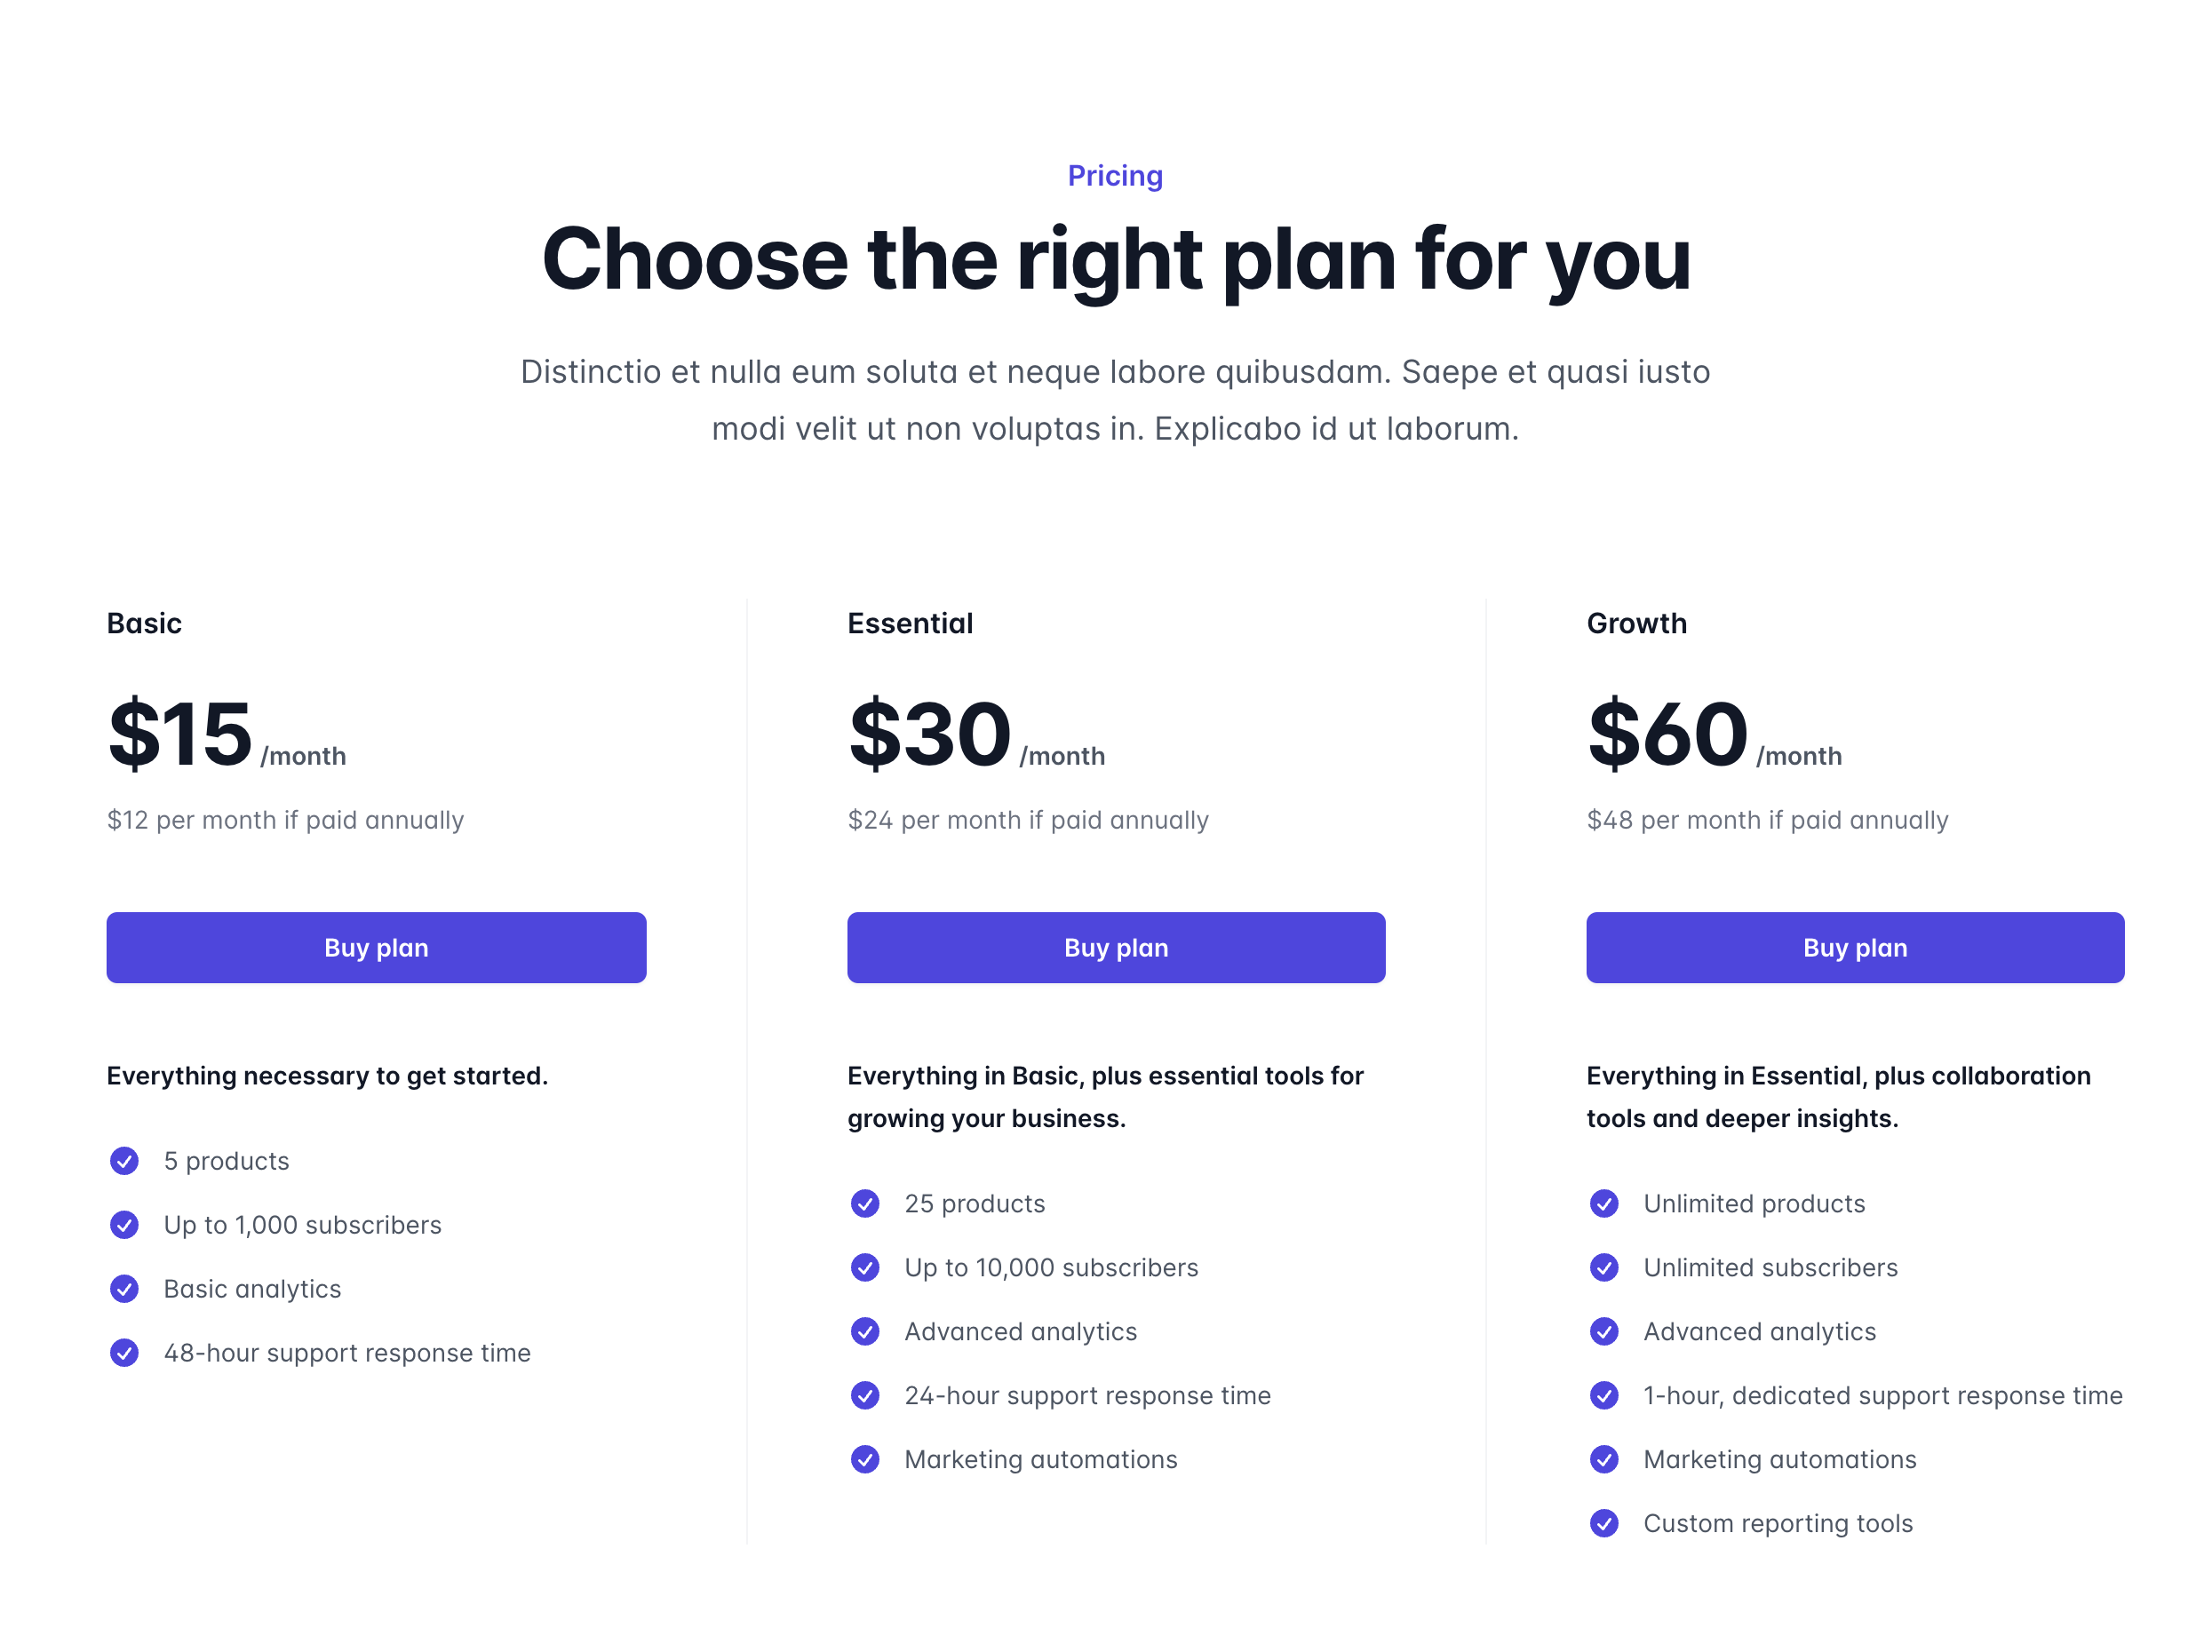 Pricing
Choose the right plan for you
Distinctio et nulla eum soluta et neque labore quibusdam. Saepe et quasi iusto
modi velit ut non voluptas in. Explicabo id ut laborum.
Basic
$15 /month
$12 per month if paid annually
Buy plan
Everything necessary to get started.
5 products
Up to 1,000 subscribers
Basic analytics
48-hour support response time
Essential
$30 /month
$24 per month if paid annually
Buy plan
Everything in Basic, plus essential tools for
growing your business.
25 products
Up to 10,000 subscribers
Advanced analytics
24-hour support response time
Marketing automations
Growth
$60 /month
$48 per month if paid annually
Buy plan
Everything in Essential, plus collaboration
tools and deeper insights.
Unlimited products
Unlimited subscribers
Advanced analytics
1-hour, dedicated support response time
Marketing automations
Custom reporting tools